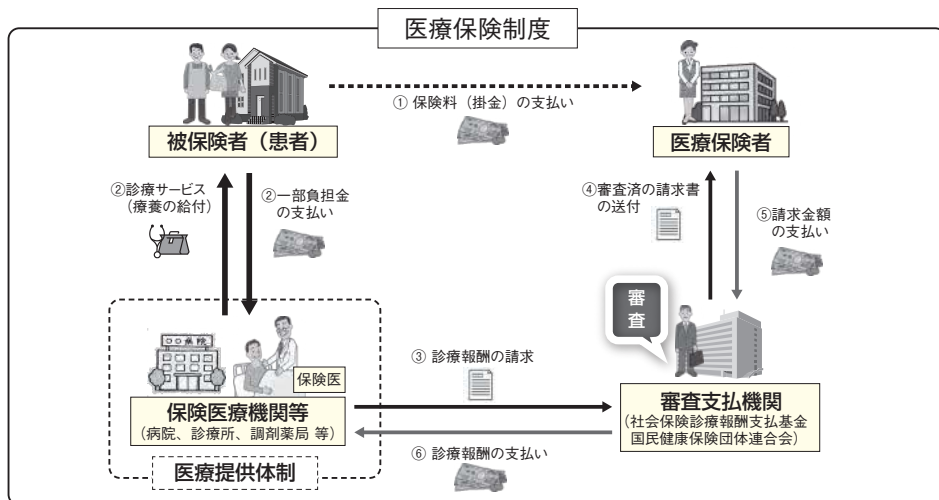 医療保険制度
① 保険料（掛金）の支払い
被保険者（患者）
医療保険者
②診療サービス
（療養の給付）
②一部負担金
の支払い
④審査済の請求書
の送付
⑤請求金額
の支払い
審
査
○○病院
保険医
③ 診療報酬の請求
保険医療機関等
（病院、診療所、調剤薬局 等）
審査支払機関
（社会保険診療報酬支払基金
国民健康保険団体連合会）
⑥ 診療報酬の支払い
医療提供体制